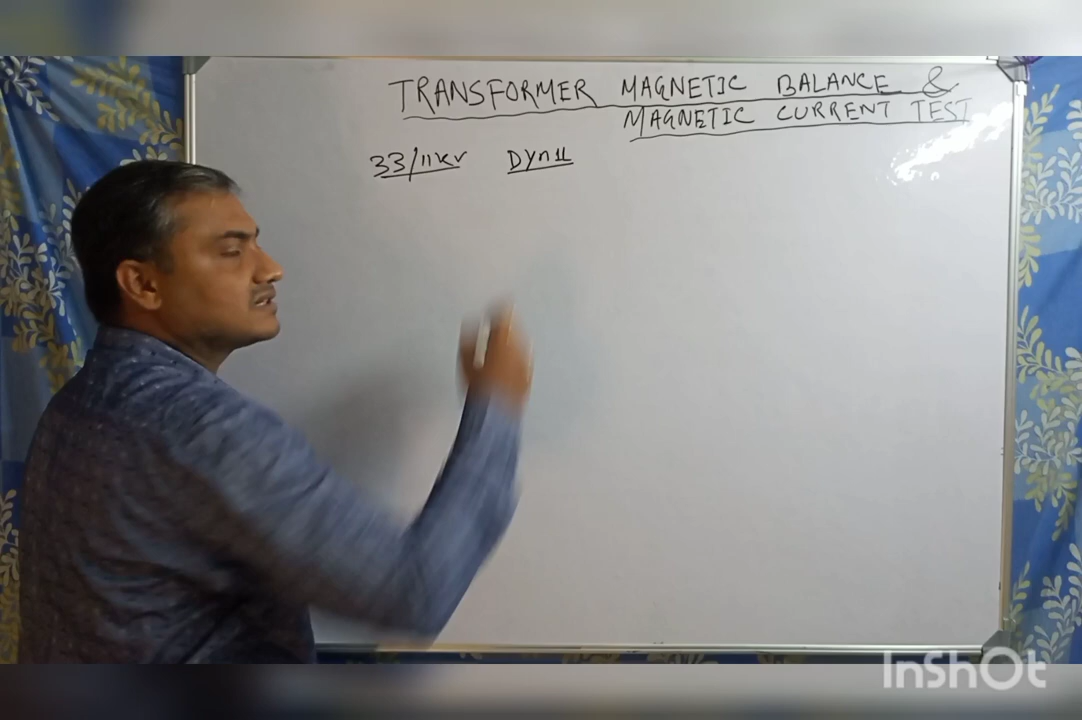 TRANSFORMER MAGNETIC BALANCE &
MAGNETIC CURRENT TEST
33/11KV DYn11
InShOt